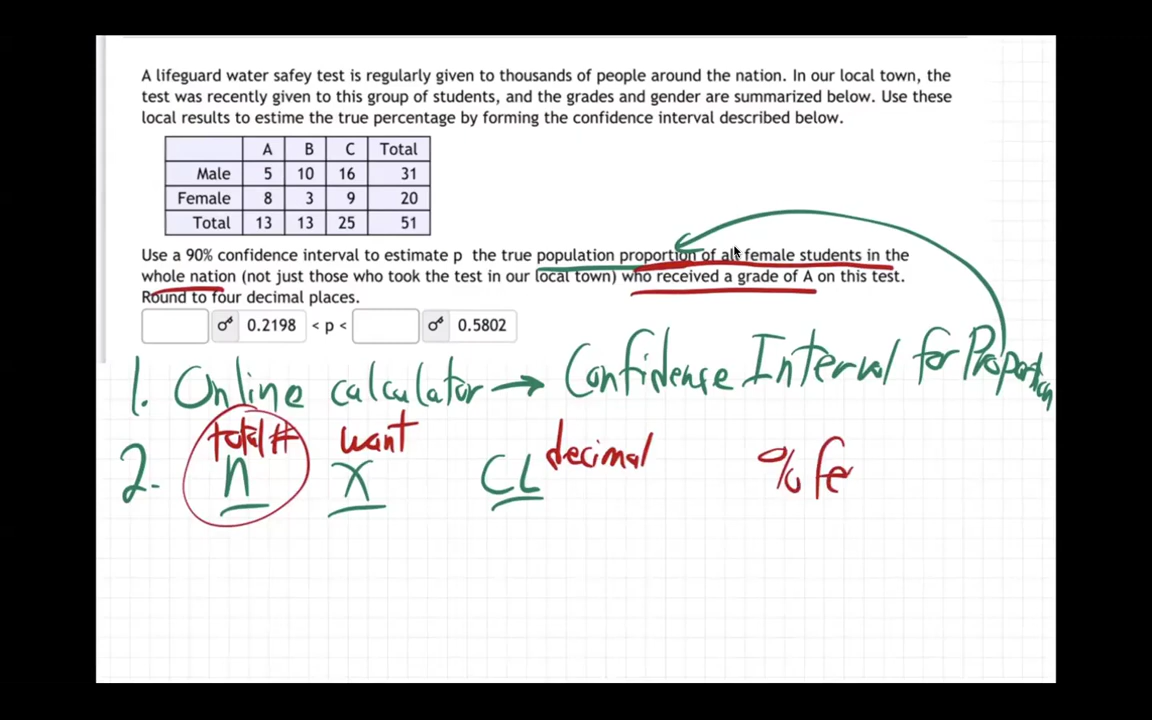 A lifeguard water safey test is regularly given to thousands of people around the nation. In our local town, the
test was recently given to this group of students, and the grades and gender are summarized below. Use these
local results to estime the true percentage by forming the confidence interval described below.
A B C Total
Male 5 10 16 31
Female 8 3 9 20
Total 13 13 25 51
Use a 90% confidence interval to estimate p the true population proportion of all female students in the
whole nation (not just those who took the test in our local town) who received a grade of A on this test.
Round to four decimal places.
0.2198 < p < 0.5802
1. Online calculator → Confidence Interval for Proportion
total # want decimal
2. n x CL % fe